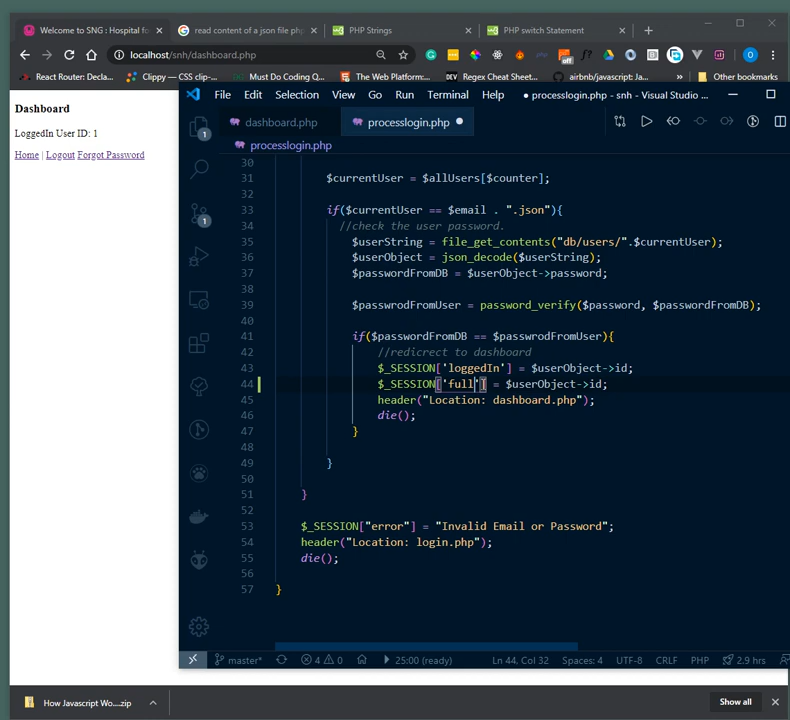 Welcome to SNG : Hospital fo
read content of a json file php
PHP Strings
PHP switch Statement
localhost/snh/dashboard.php
React Router: Decla...
Clippy — CSS clip-...
Must Do Coding Q...
The Web Platform:...
Regex Cheat Sheet...
airbnb/javascript: Ja...
»
Other bookmarks
off
Dashboard
LoggedIn User ID: 1
Home | Logout Forgot Password
File Edit Selection View Go Run Terminal Help
● processlogin.php - snh - Visual Studio ...
dashboard.php
processlogin.php ●
processlogin.php
1
1
30
31 $currentUser = $allUsers[$counter];
32
33 if($currentUser == $email . ".json"){
34 //check the user password.
35 $userString = file_get_contents("db/users/".$currentUser);
36 $userObject = json_decode($userString);
37 $passwordFromDB = $userObject->password;
38
39 $passwrodFromUser = password_verify($password, $passwordFromDB);
40
41 if($passwordFromDB == $passwrodFromUser){
42 //redicrect to dashboard
43 $_SESSION['loggedIn'] = $userObject->id;
44 $_SESSION['full'] = $userObject->id;
45 header("Location: dashboard.php");
46 die();
47 }
48
49 }
50
51 }
52
53 $_SESSION["error"] = "Invalid Email or Password";
54 header("Location: login.php");
55 die();
56
57 }
master* 4 0 25:00 (ready) Ln 44, Col 32 Spaces: 4 UTF-8 CRLF PHP 2.9 hrs
How Javascript Wo....zip
Show all